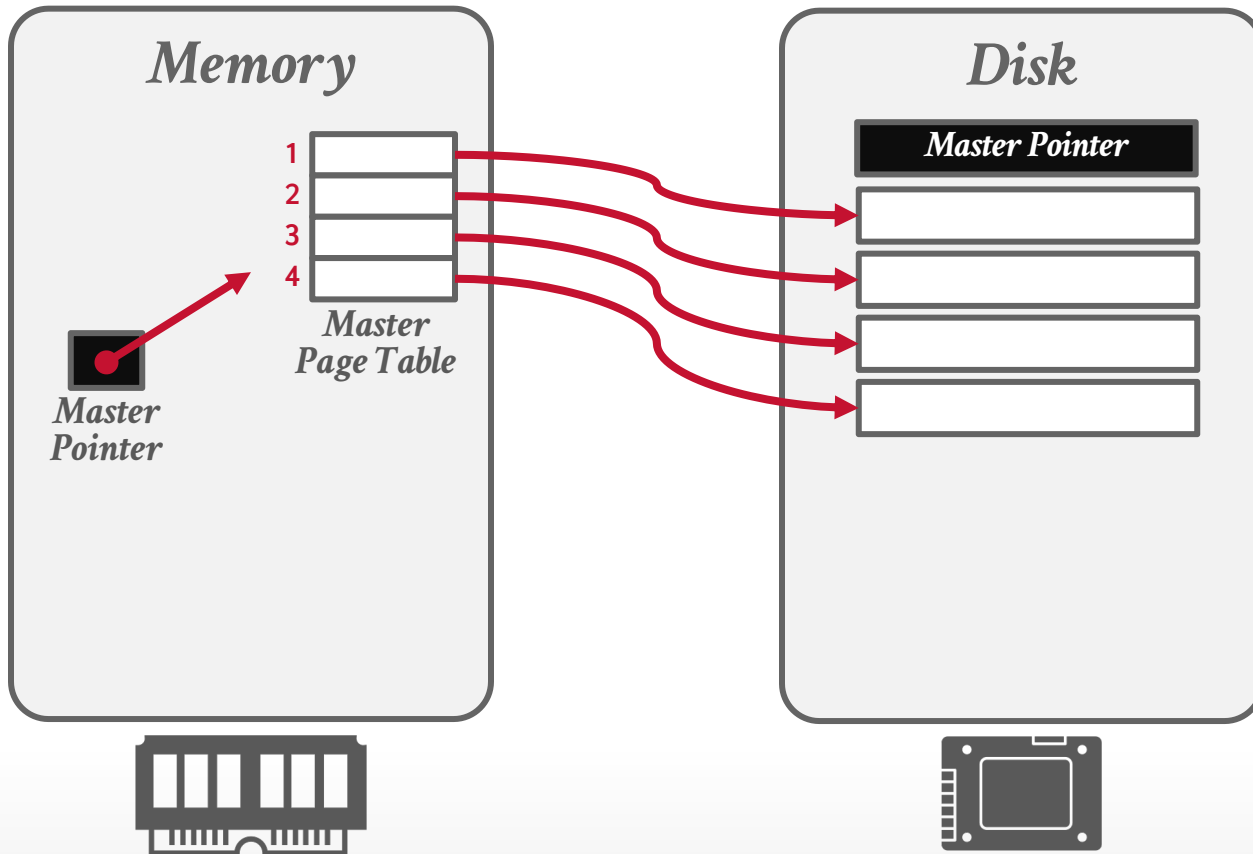 Memory
1
2
3
4
Master
Page Table
Master
Pointer
Disk
Master Pointer